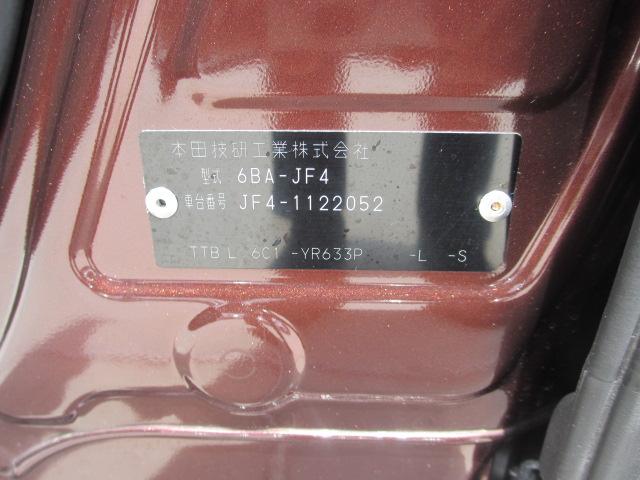 本田技研工業株式会社
型式 6BA-JF4
車台番号 JF4-1122052
TTBL 6C1 -YR633P -L -S